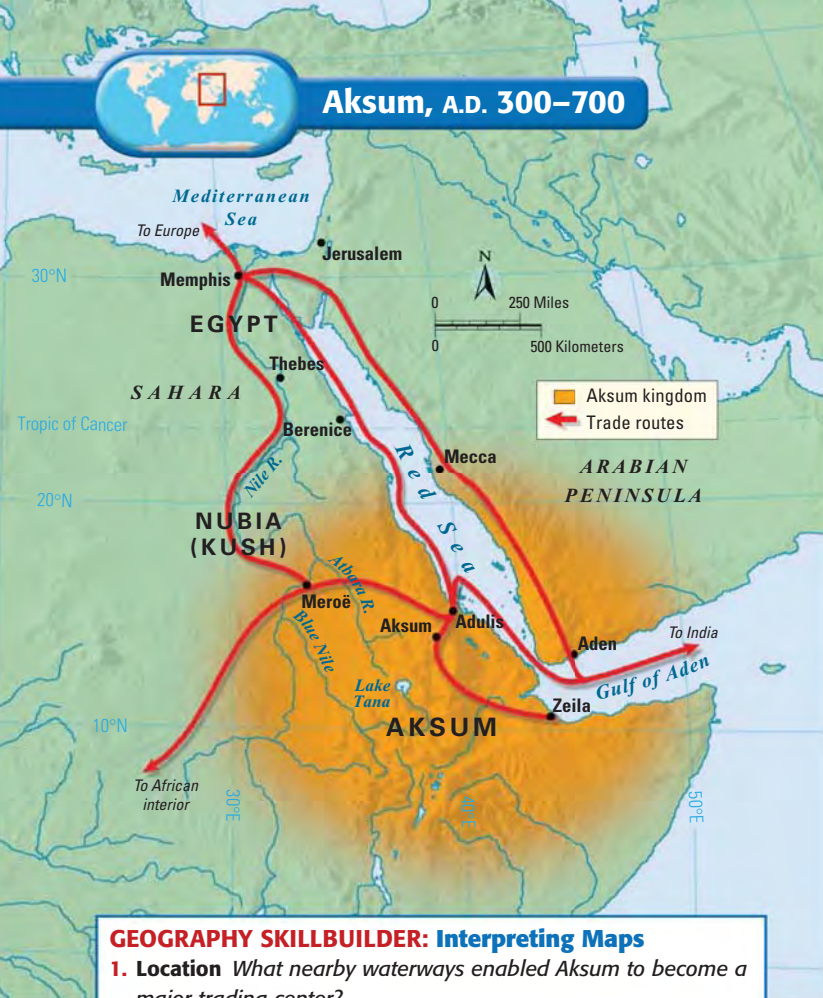 Aksum, A.D. 300–700
Mediterranean
Sea
To Europe
Jerusalem
30°N
Memphis
N
0 250 Miles
0 500 Kilometers
EGYPT
Thebes
SAHARA
Aksum kingdom
Trade routes
Tropic of Cancer
Berenice
Red Sea
Mecca
ARABIAN
PENINSULA
Nile R.
20°N
NUBIA
(KUSH)
Atbara R.
Meroë
Aksum
Adulis
Blue Nile
Aden
To India
Gulf of Aden
Lake
Tana
Zeila
10°N
AKSUM
To African
interior
30°E
40°E
50°E
GEOGRAPHY SKILLBUILDER: Interpreting Maps
1. Location What nearby waterways enabled Aksum to become a
major trading center?